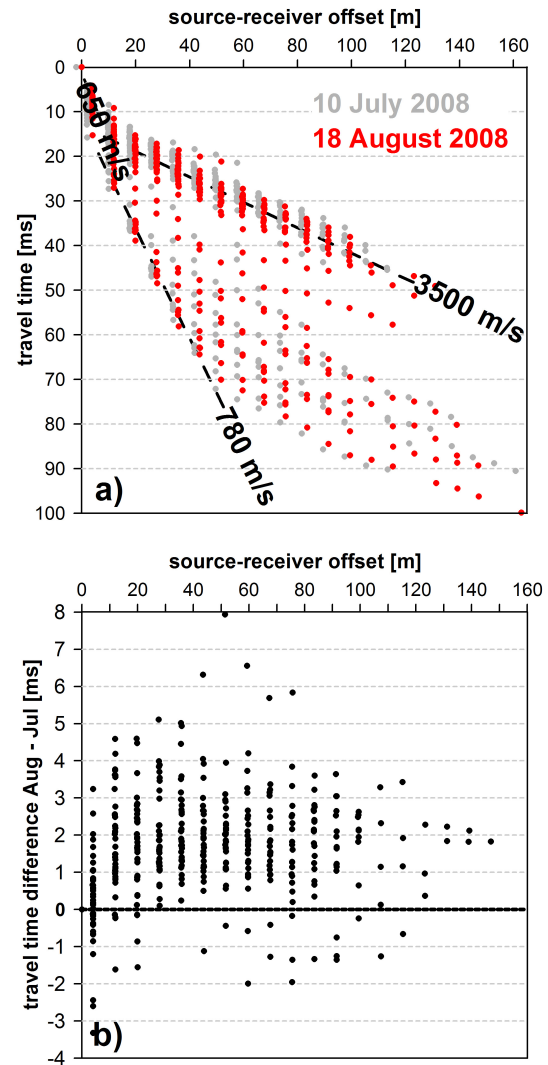 source-receiver offset [m]
0 20 40 60 80 100 120 140 160
travel time [ms]
0
10
20
30
40
50
60
70
80
90
100
10 July 2008
18 August 2008
650 m/s
3500 m/s
780 m/s
a)
source-receiver offset [m]
0 20 40 60 80 100 120 140 160
travel time difference Aug - Jul [ms]
8
7
6
5
4
3
2
1
0
-1
-2
-3
-4
b)